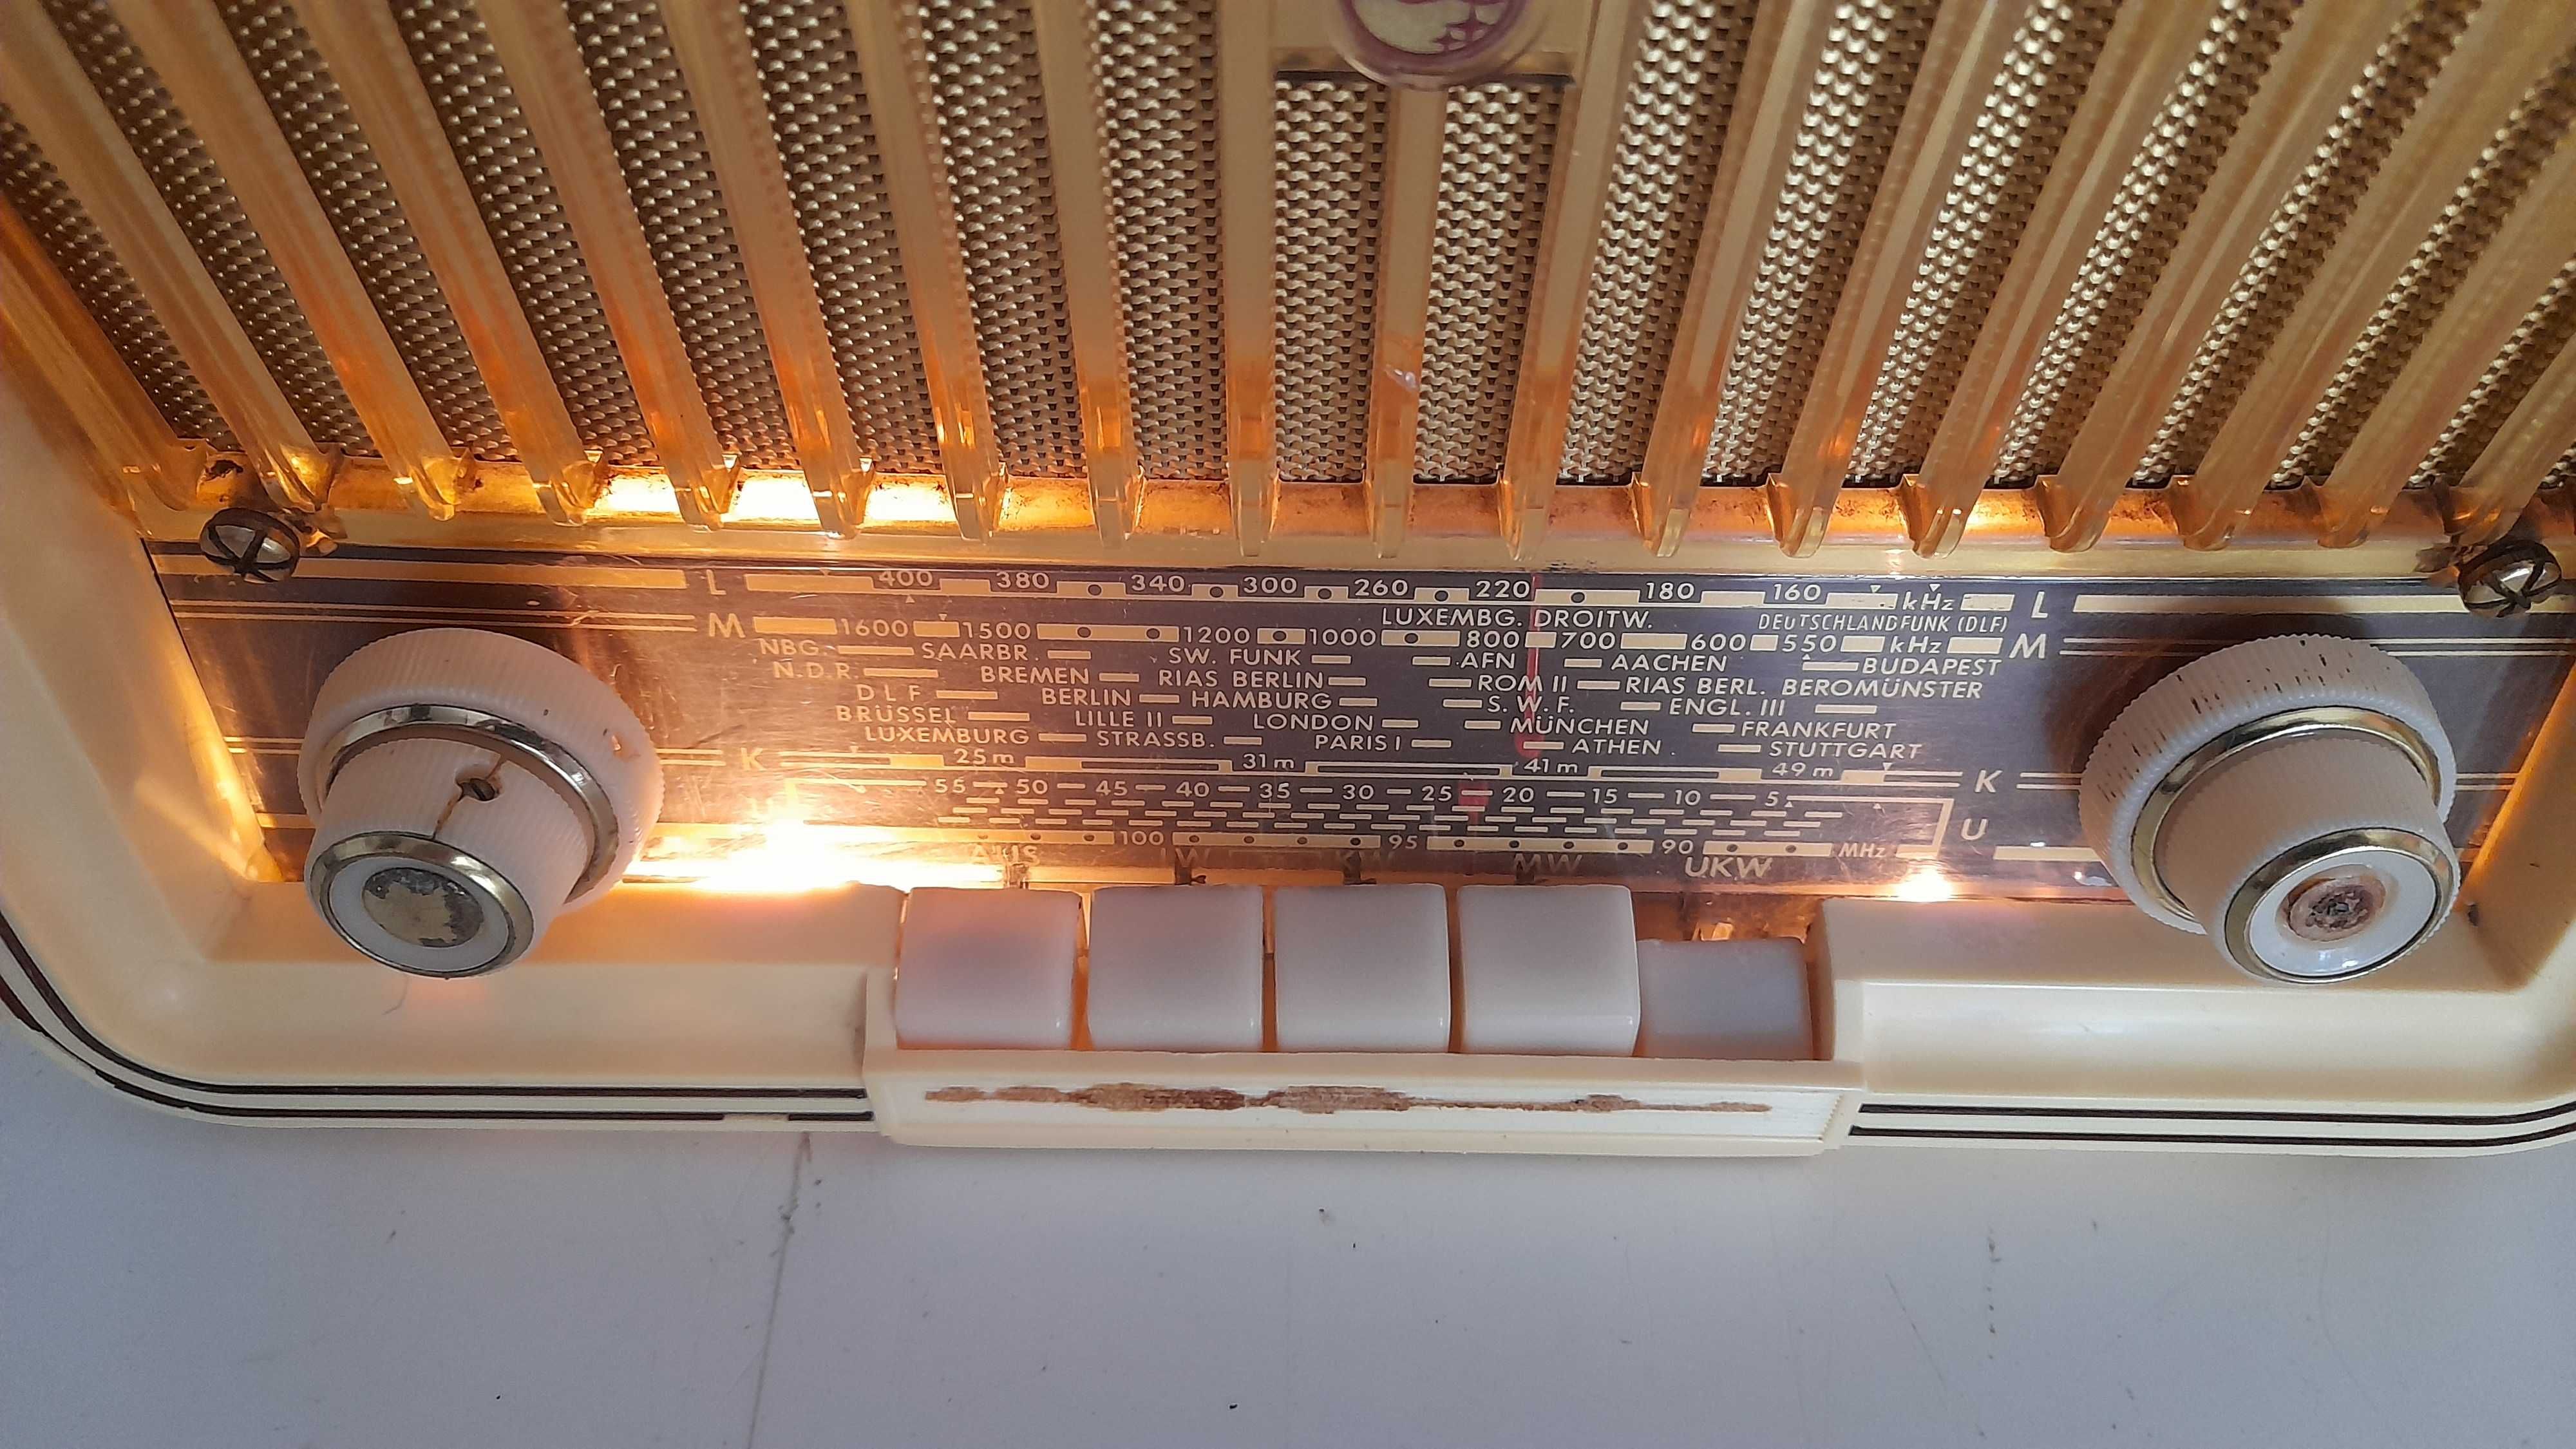 L 400 380 340 300 260 220 180 160 kHz L
LUXEMBG. DROITW. DEUTSCHLANDFUNK (DLF)
M 1600 1500 1200 1000 800 700 600 550 kHz M
NBG. SAARBR. SW. FUNK AFN AACHEN BUDAPEST
N.D.R. BREMEN RIAS BERLIN ROM II RIAS BERL. BEROMÜNSTER
DLF BERLIN HAMBURG S.W.F. ENGL. III
BRÜSSEL LILLE II LONDON MÜNCHEN FRANKFURT
LUXEMBURG STRASSB. PARIS I ATHEN STUTTGART
K 25m 31m 41m 49m K
55 50 45 40 35 30 25 20 15 10 5
U U
100 95 90 MHz
AUS LW KW MW UKW